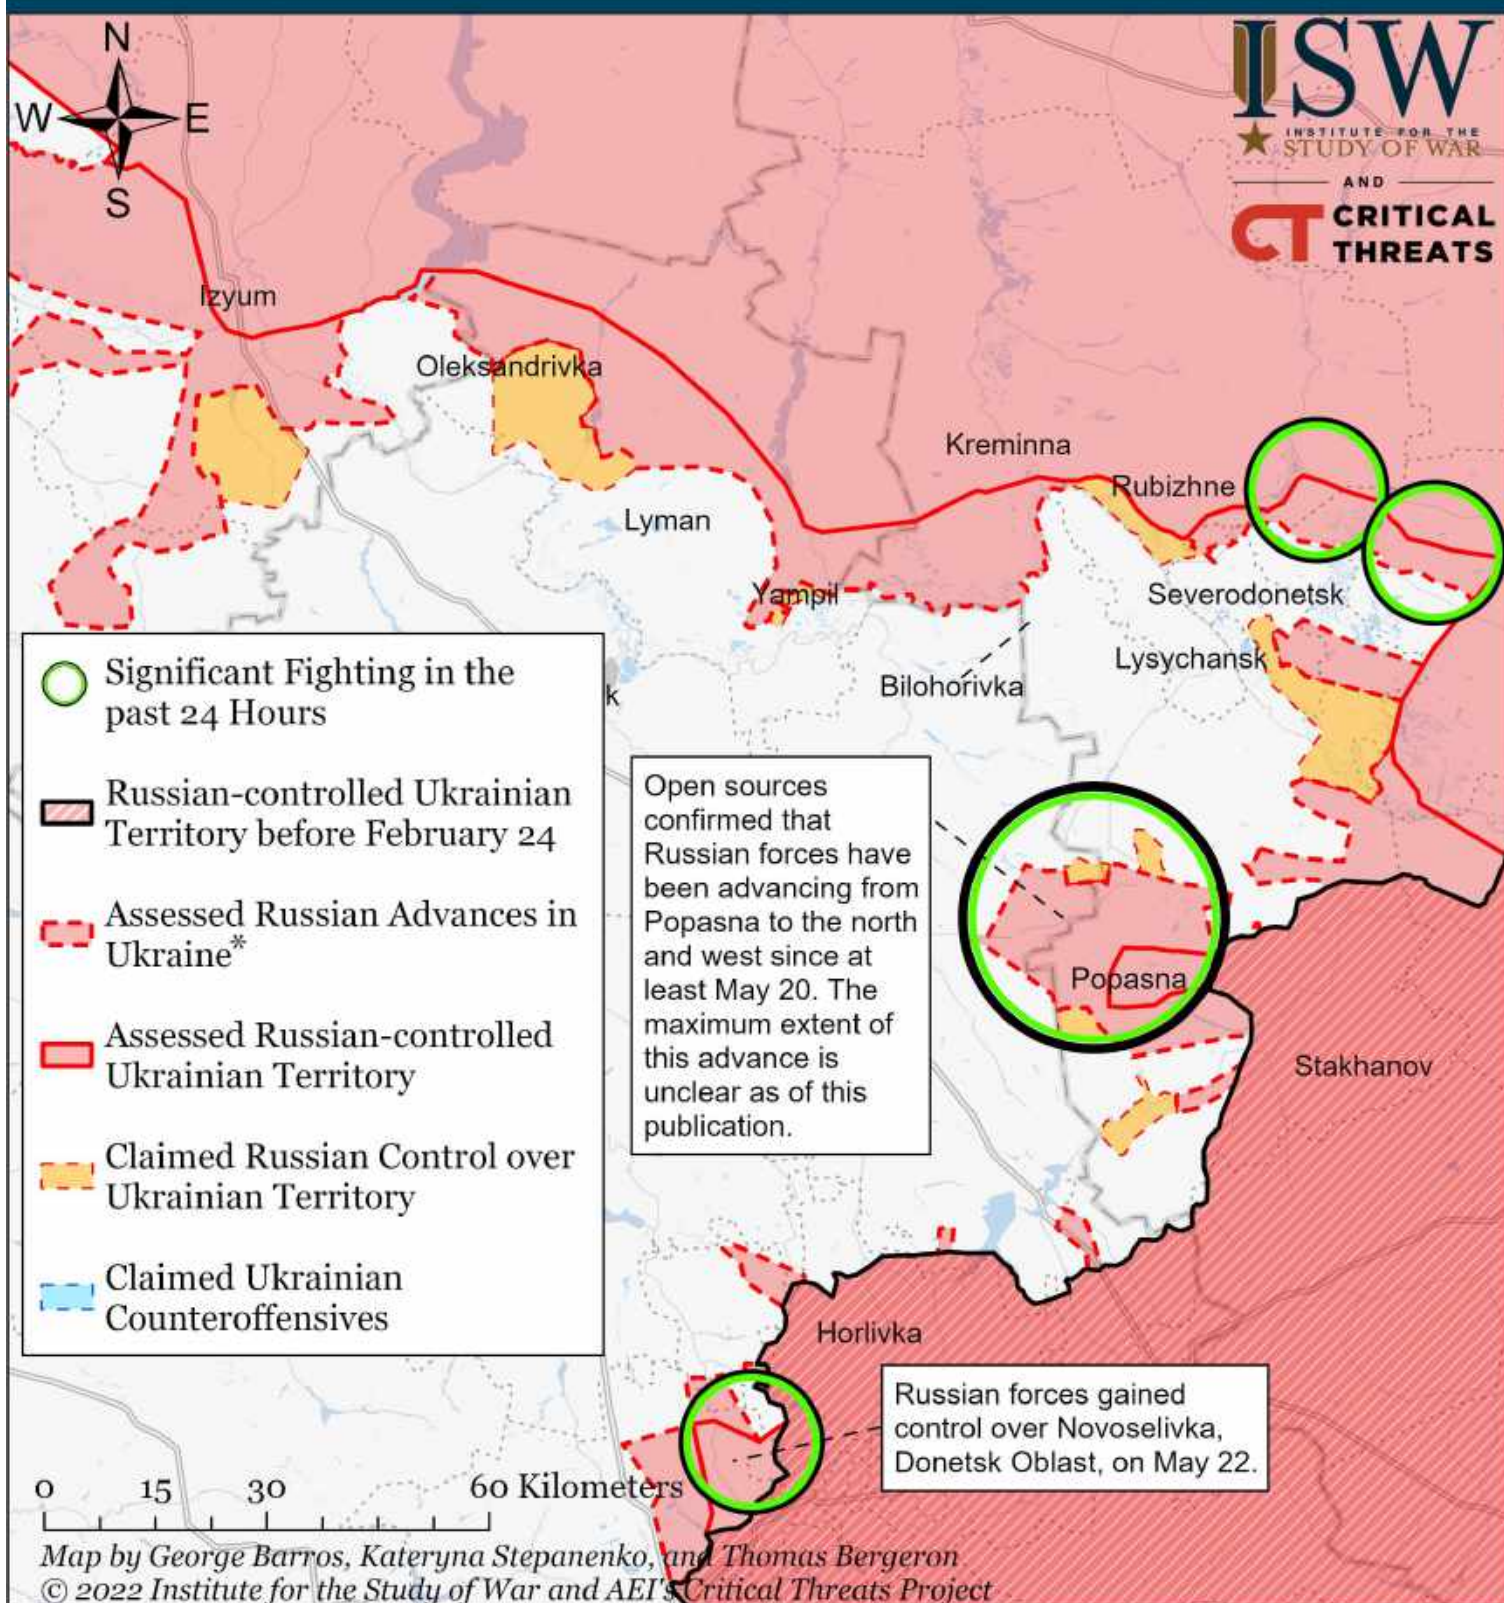 N
W E
S
ISW
INSTITUTE FOR THE
STUDY OF WAR
AND
CT CRITICAL
THREATS
Izyum
Oleksandrivka
Kreminna
Rubizhne
Lyman
Yampil
Severodonetsk
Lysychansk
Bilohorivka
k
Significant Fighting in the
past 24 Hours
Russian-controlled Ukrainian
Territory before February 24
Assessed Russian Advances in
Ukraine*
Assessed Russian-controlled
Ukrainian Territory
Claimed Russian Control over
Ukrainian Territory
Claimed Ukrainian
Counteroffensives
Open sources
confirmed that
Russian forces have
been advancing from
Popasna to the north
and west since at
least May 20. The
maximum extent of
this advance is
unclear as of this
publication.
Popasna
Stakhanov
Horlivka
Russian forces gained
control over Novoselivka,
Donetsk Oblast, on May 22.
0 15 30 60 Kilometers
Map by George Barros, Kateryna Stepanenko, and Thomas Bergeron
© 2022 Institute for the Study of War and AEI's Critical Threats Project